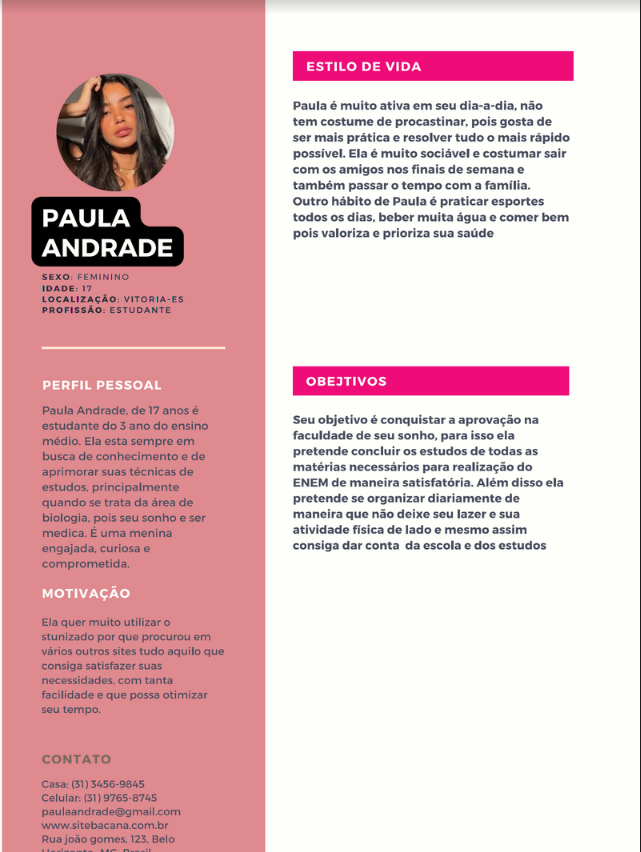 PAULA
ANDRADE
SEXO: FEMININO
IDADE: 17
LOCALIZAÇÃO: VITORIA-ES
PROFISSÃO: ESTUDANTE
PERFIL PESSOAL
Paula Andrade, de 17 anos é
estudante do 3 ano do ensino
médio. Ela esta sempre em
busca de conhecimento e de
aprimorar suas técnicas de
estudos, principalmente
quando se trata da área de
biologia, pois seu sonho e ser
medica. É uma menina
engajada, curiosa e
comprometida.
MOTIVAÇÃO
Ela quer muito utilizar o
stunizado por que procurou em
vários outros sites tudo aquilo que
consiga satisfazer suas
necessidades, com tanta
facilidade e que possa otimizar
seu tempo.
CONTATO
Casa: (31) 3456-9845
Celular: (31) 9765-8745
paulaandrade@gmail.com
www.sitebacana.com.br
Rua joão gomes, 123, Belo
Horizonte, MG, Brasil
ESTILO DE VIDA
Paula é muito ativa em seu dia-a-dia, não
tem costume de procastinar, pois gosta de
ser mais prática e resolver tudo o mais rápido
possível. Ela é muito sociável e costumar sair
com os amigos nos finais de semana e
também passar o tempo com a família.
Outro hábito de Paula é praticar esportes
todos os dias, beber muita água e comer bem
pois valoriza e prioriza sua saúde
OBEJTIVOS
Seu objetivo é conquistar a aprovação na
faculdade de seu sonho, para isso ela
pretende concluir os estudos de todas as
matérias necessários para realização do
ENEM de maneira satisfatória. Além disso ela
pretende se organizar diariamente de
maneira que não deixe seu lazer e sua
atividade física de lado e mesmo assim
consiga dar conta da escola e dos estudos